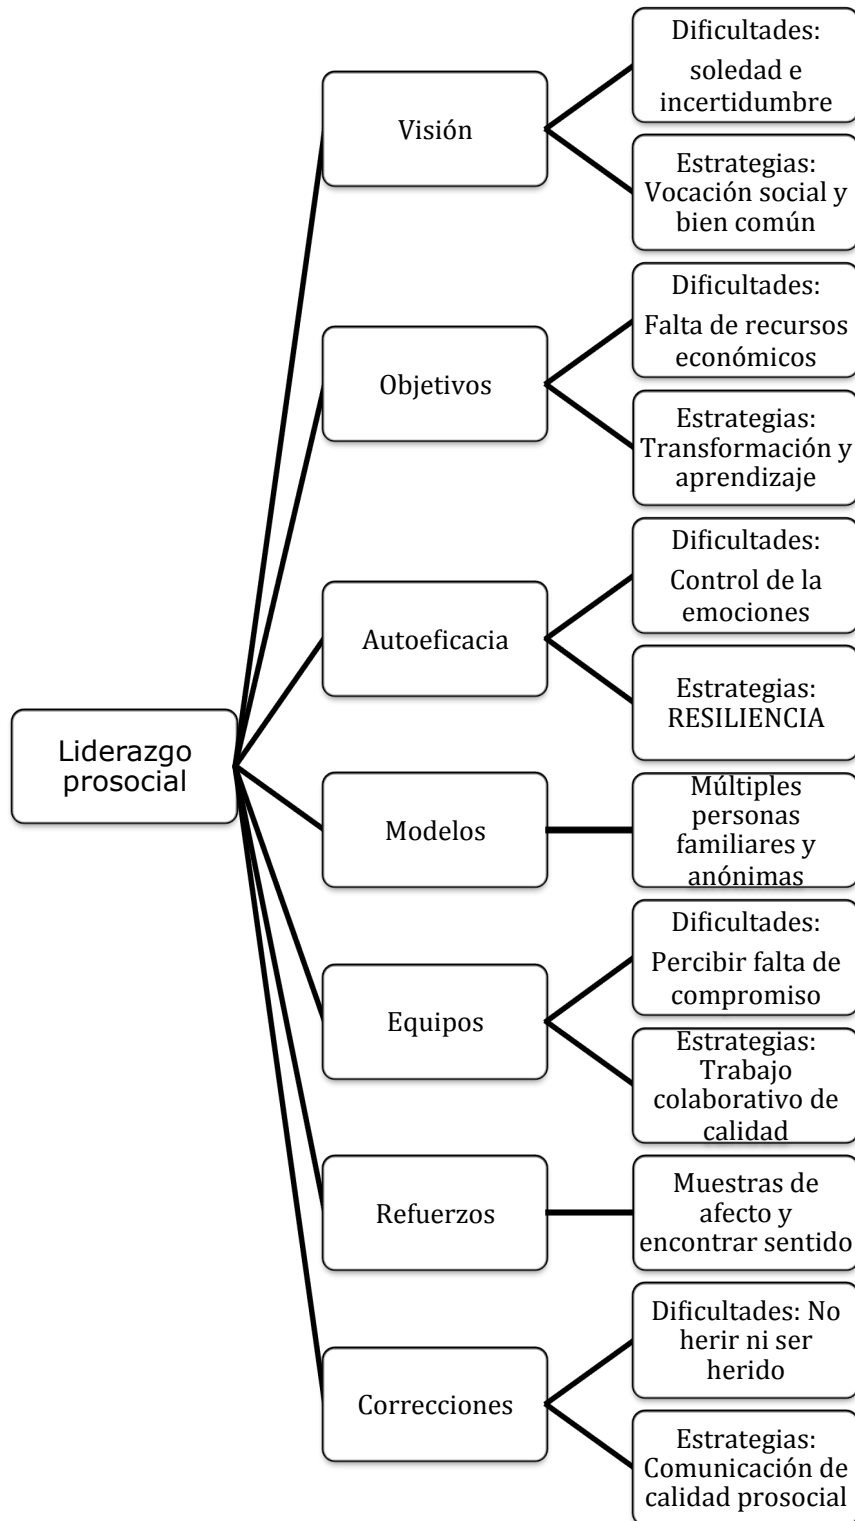 Liderazgo
prosocial
Visión
Dificultades:
soledad e
incertidumbre
Estrategias:
Vocación social y
bien común
Objetivos
Dificultades:
Falta de recursos
económicos
Estrategias:
Transformación y
aprendizaje
Autoeficacia
Dificultades:
Control de la
emociones
Estrategias:
RESILIENCIA
Modelos
Múltiples
personas
familiares y
anónimas
Equipos
Dificultades:
Percibir falta de
compromiso
Estrategias:
Trabajo
colaborativo de
calidad
Refuerzos
Muestras de
afecto y
encontrar sentido
Correcciones
Dificultades: No
herir ni ser
herido
Estrategias:
Comunicación de
calidad prosocial